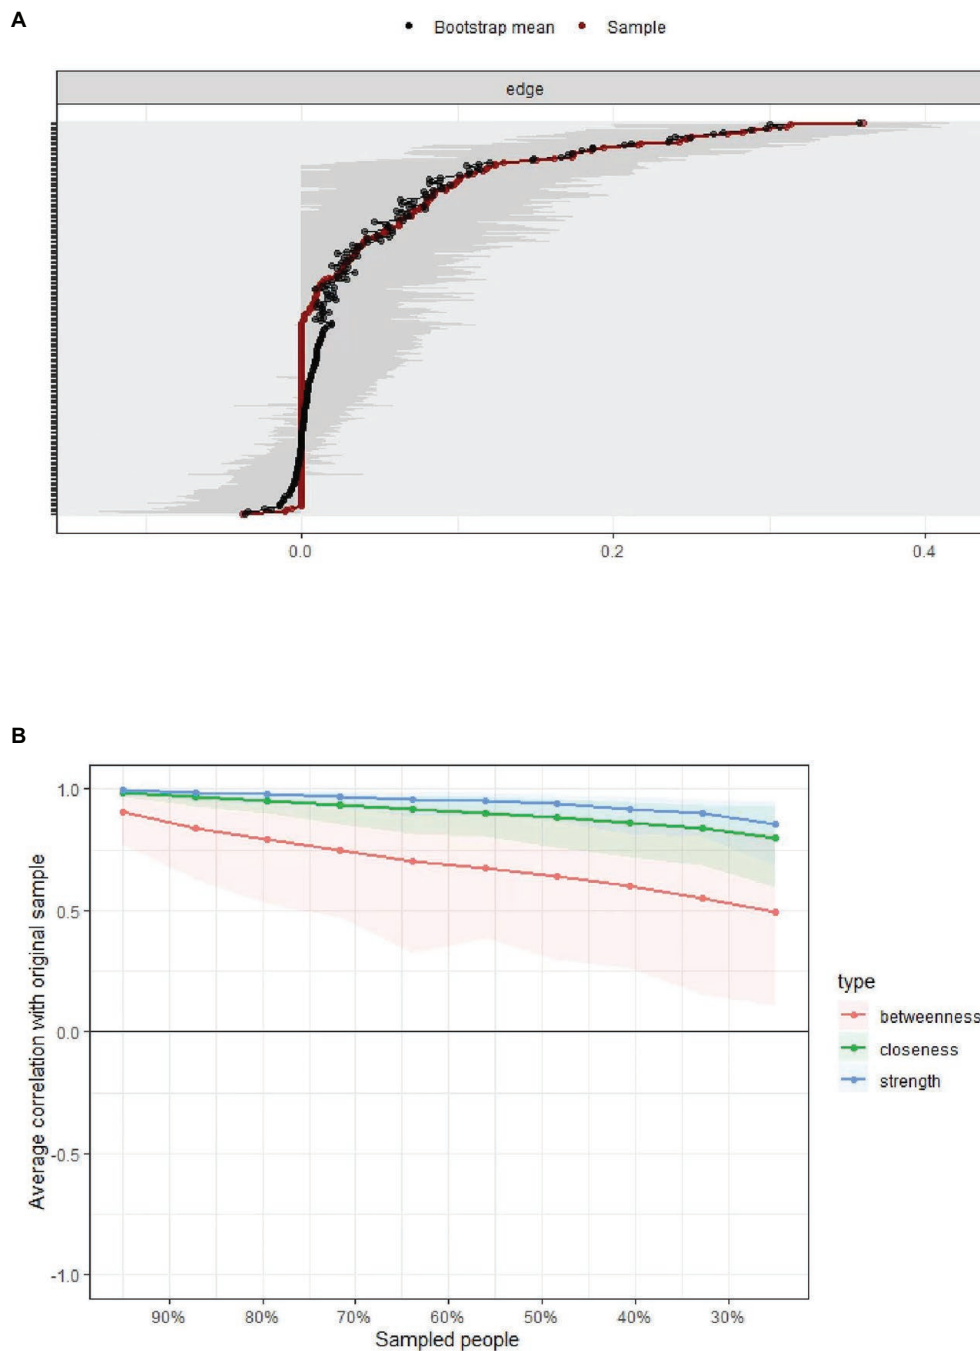 A
Bootstrap mean Sample
edge
0.0 0.2 0.4
B
Average correlation with original sample
1.0
0.5
0.0
-0.5
-1.0
90% 80% 70% 60% 50% 40% 30%
Sampled people
type
betweenness
closeness
strength